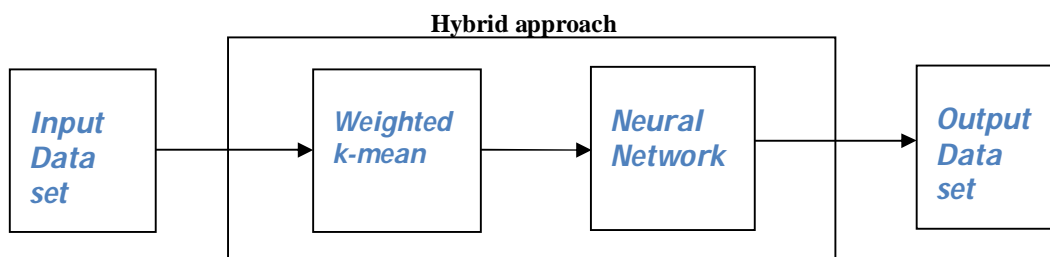 Hybrid approach
Input
Data
set
Weighted
k-mean
Neural
Network
Output
Data
set